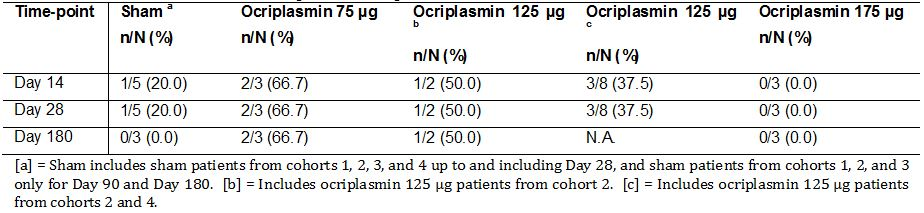 Time-point Sham a Ocriplasmin 75 µg Ocriplasmin 125 µg b Ocriplasmin 125 µg c Ocriplasmin 175 µg
n/N (%) n/N (%) n/N (%) n/N (%) n/N (%)
Day 14 1/5 (20.0) 2/3 (66.7) 1/2 (50.0) 3/8 (37.5) 0/3 (0.0)
Day 28 1/5 (20.0) 2/3 (66.7) 1/2 (50.0) 3/8 (37.5) 0/3 (0.0)
Day 180 0/3 (0.0) 2/3 (66.7) 1/2 (50.0) N.A. 0/3 (0.0)
[a] = Sham includes sham patients from cohorts 1, 2, 3, and 4 up to and including Day 28, and sham patients from cohorts 1, 2, and 3
only for Day 90 and Day 180. [b] = Includes ocriplasmin 125 µg patients from cohort 2. [c] = Includes ocriplasmin 125 µg patients
from cohorts 2 and 4.